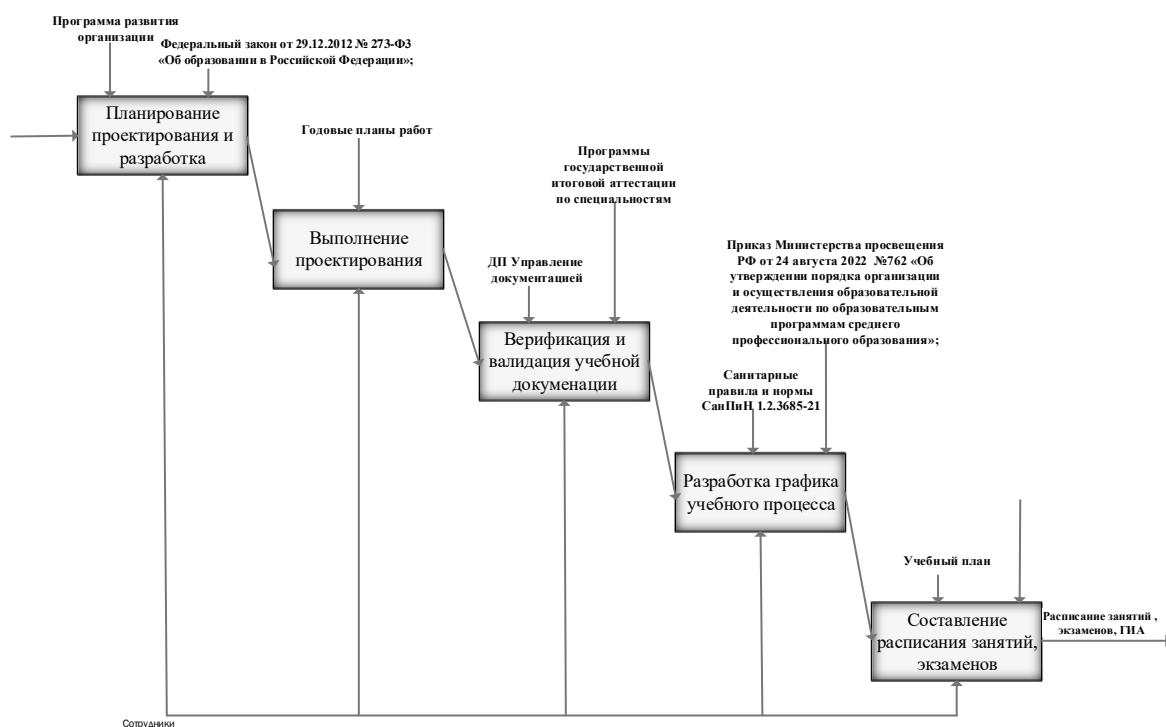 Программа развития
организации
Федеральный закон от 29.12.2012 № 273-ФЗ
«Об образовании в Российской Федерации»;
Планирование
проектирования и
разработка
Годовые планы работ
Выполнение
проектирования
Программы
государственной
итоговой аттестации
по специальностям
ДП Управление
документацией
Верификация и
валидация учебной
докуменации
Приказ Министерства просвещения
РФ от 24 августа 2022 №762 «Об
утверждении порядка организации
и осуществления образовательной
деятельности по образовательным
программам среднего
профессионального образования»;
Санитарные
правила и нормы
СанПиН 1.2.3685-21
Разработка графика
учебного процесса
Учебный план
Составление
расписания занятий,
экзаменов
Расписание занятий ,
экзаменов, ГИА
Сотрудники